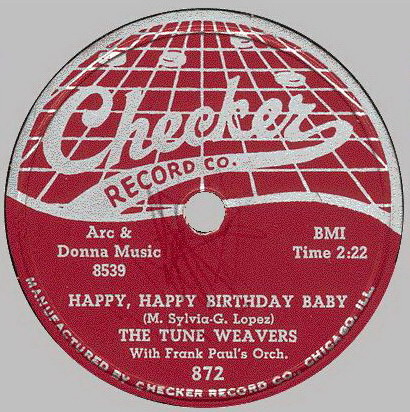 Checker
RECORD CO.
Arc &
Donna Music
8539
BMI
Time 2:22
HAPPY, HAPPY BIRTHDAY BABY
(M. Sylvia-G. Lopez)
THE TUNE WEAVERS
With Frank Paul's Orch.
872
MANUFACTURED BY CHECKER RECORD CO., CHICAGO, ILL.